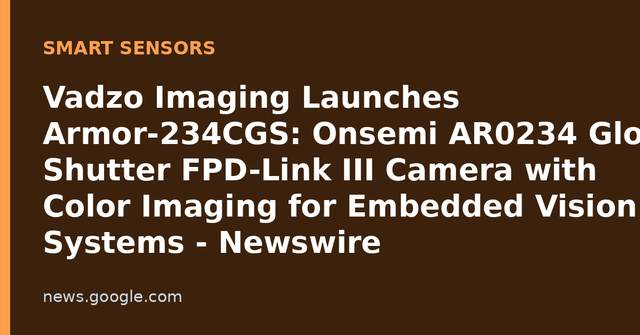 SMART SENSORS
Vadzo Imaging Launches
Armor-234CGS: Onsemi AR0234 Glo
Shutter FPD-Link III Camera with
Color Imaging for Embedded Vision
Systems - Newswire
news.google.com